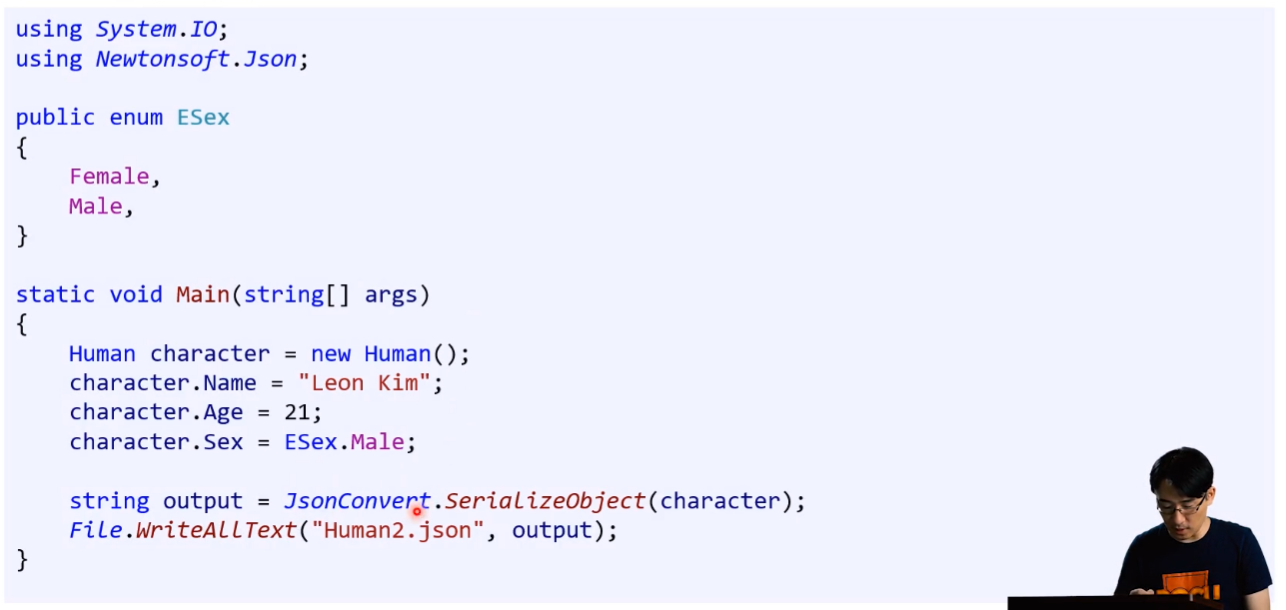 using System.IO;
using Newtonsoft.Json;
public enum ESex
{
Female,
Male,
}
static void Main(string[] args)
{
Human character = new Human();
character.Name = "Leon Kim";
character.Age = 21;
character.Sex = ESex.Male;
string output = JsonConvert.SerializeObject(character);
File.WriteAllText("Human2.json", output);
}